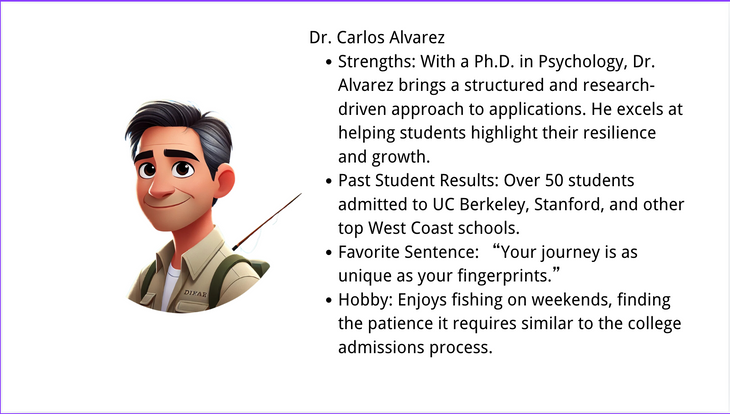 Dr. Carlos Alvarez
• Strengths: With a Ph.D. in Psychology, Dr.
Alvarez brings a structured and research-
driven approach to applications. He excels at
helping students highlight their resilience
and growth.
• Past Student Results: Over 50 students
admitted to UC Berkeley, Stanford, and other
top West Coast schools.
• Favorite Sentence: “Your journey is as
unique as your fingerprints.”
• Hobby: Enjoys fishing on weekends, finding
the patience it requires similar to the college
admissions process.